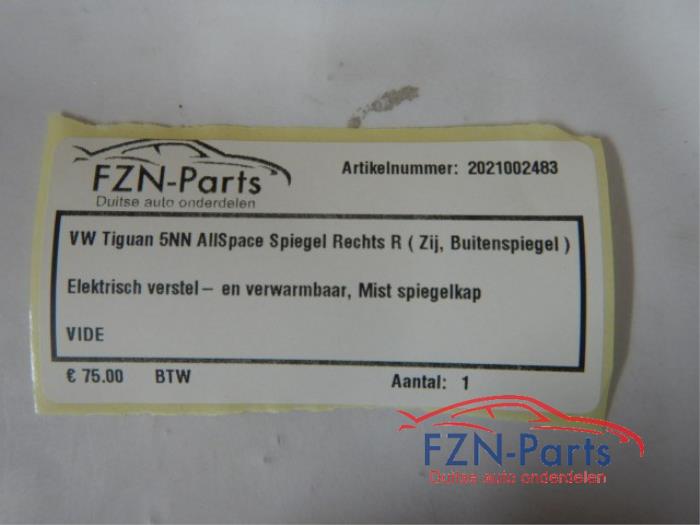 FZN-Parts
Duitse auto onderdelen
Artikelnummer: 2021002483
VW Tiguan 5NN AllSpace Spiegel Rechts R ( Zij, Buitenspiegel )
Elektrisch verstel- en verwarmbaar, Mist spiegelkap
VIDE
€ 75.00 BTW Aantal: 1
FZN-Parts
Duitse auto onderdelen